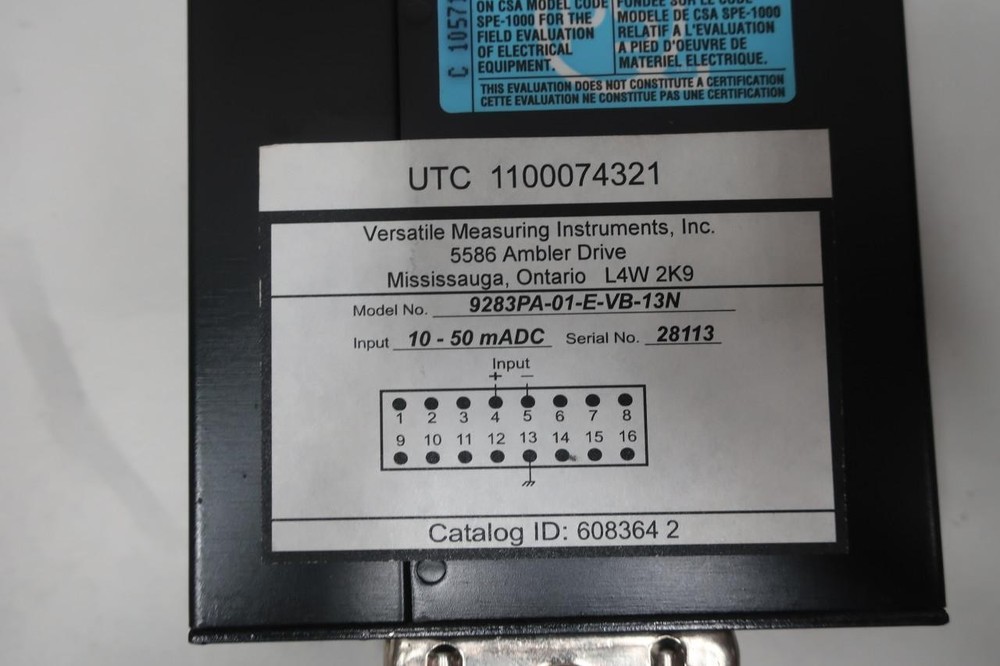 ON CSA MODEL CODE
SPE-1000 FOR THE
FIELD EVALUATION
OF ELECTRICAL
EQUIPMENT.
FONDÉE SUR LE CODE
MODELE DE CSA SPE-1000
RELATIF A L'EVALUATION
A PIED D'OEUVRE DE
MATERIEL ELECTRIQUE.
THIS EVALUATION DOES NOT CONSTITUTE A CERTIFICATION
CETTE EVALUATION NE CONSTITUE PAS UNE CERTIFICATION
UTC 1100074321
Versatile Measuring Instruments, Inc.
5586 Ambler Drive
Mississauga, Ontario L4W 2K9
Model No. 9283PA-01-E-VB-13N
Input 10 - 50 mADC Serial No. 28113
Input
+ −
1 2 3 4 5 6 7 8
9 10 11 12 13 14 15 16
Catalog ID: 608364 2